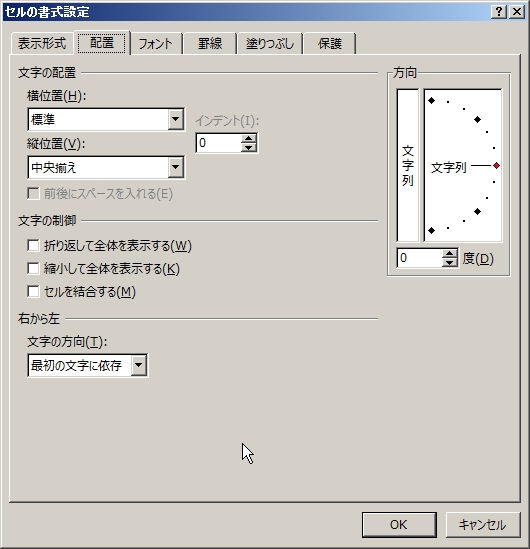 セルの書式設定
表示形式 配置 フォント 罫線 塗りつぶし 保護
文字の配置
横位置(H):
標準
インデント(I):
0
縦位置(V):
中央揃え
前後にスペースを入れる(E)
文字の制御
折り返して全体を表示する(W)
縮小して全体を表示する(K)
セルを結合する(M)
右から左
文字の方向(T):
最初の文字に依存
方向
文字列
文字列
0 度(D)
OK キャンセル